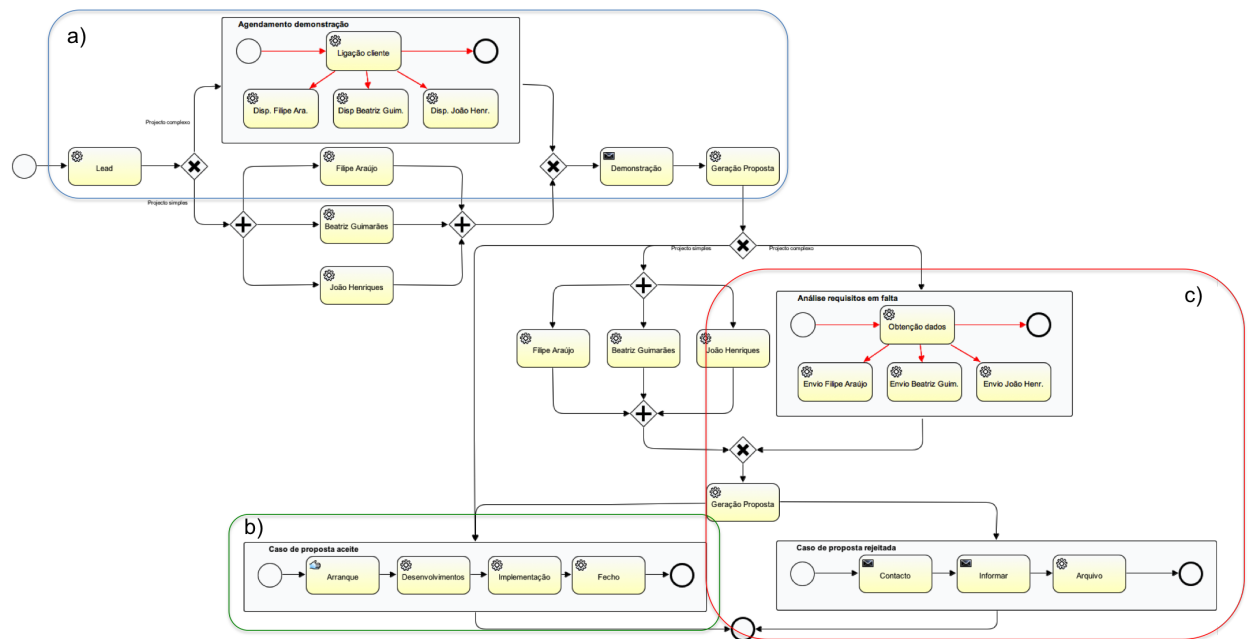 a)
Agendamento demonstração
Ligação cliente
Disp. Filipe Ara.
Disp Beatriz Guim.
Disp. João Henr.
Projecto complexo
Lead
Filipe Araújo
Demonstração
Geração Proposta
Projecto simples
Beatriz Guimarães
João Henriques
Projecto simples
Projecto complexo
c)
Análise requisitos em falta
Obtenção dados
Filipe Araújo
Beatriz Guimarães
João Henriques
Envio Filipe Araújo
Envio Beatriz Guim.
Envio João Henr.
Geração Proposta
b)
Caso de proposta aceite
Arranque
Desenvolvimentos
Implementação
Fecho
Caso de proposta rejeitada
Contacto
Informar
Arquivo